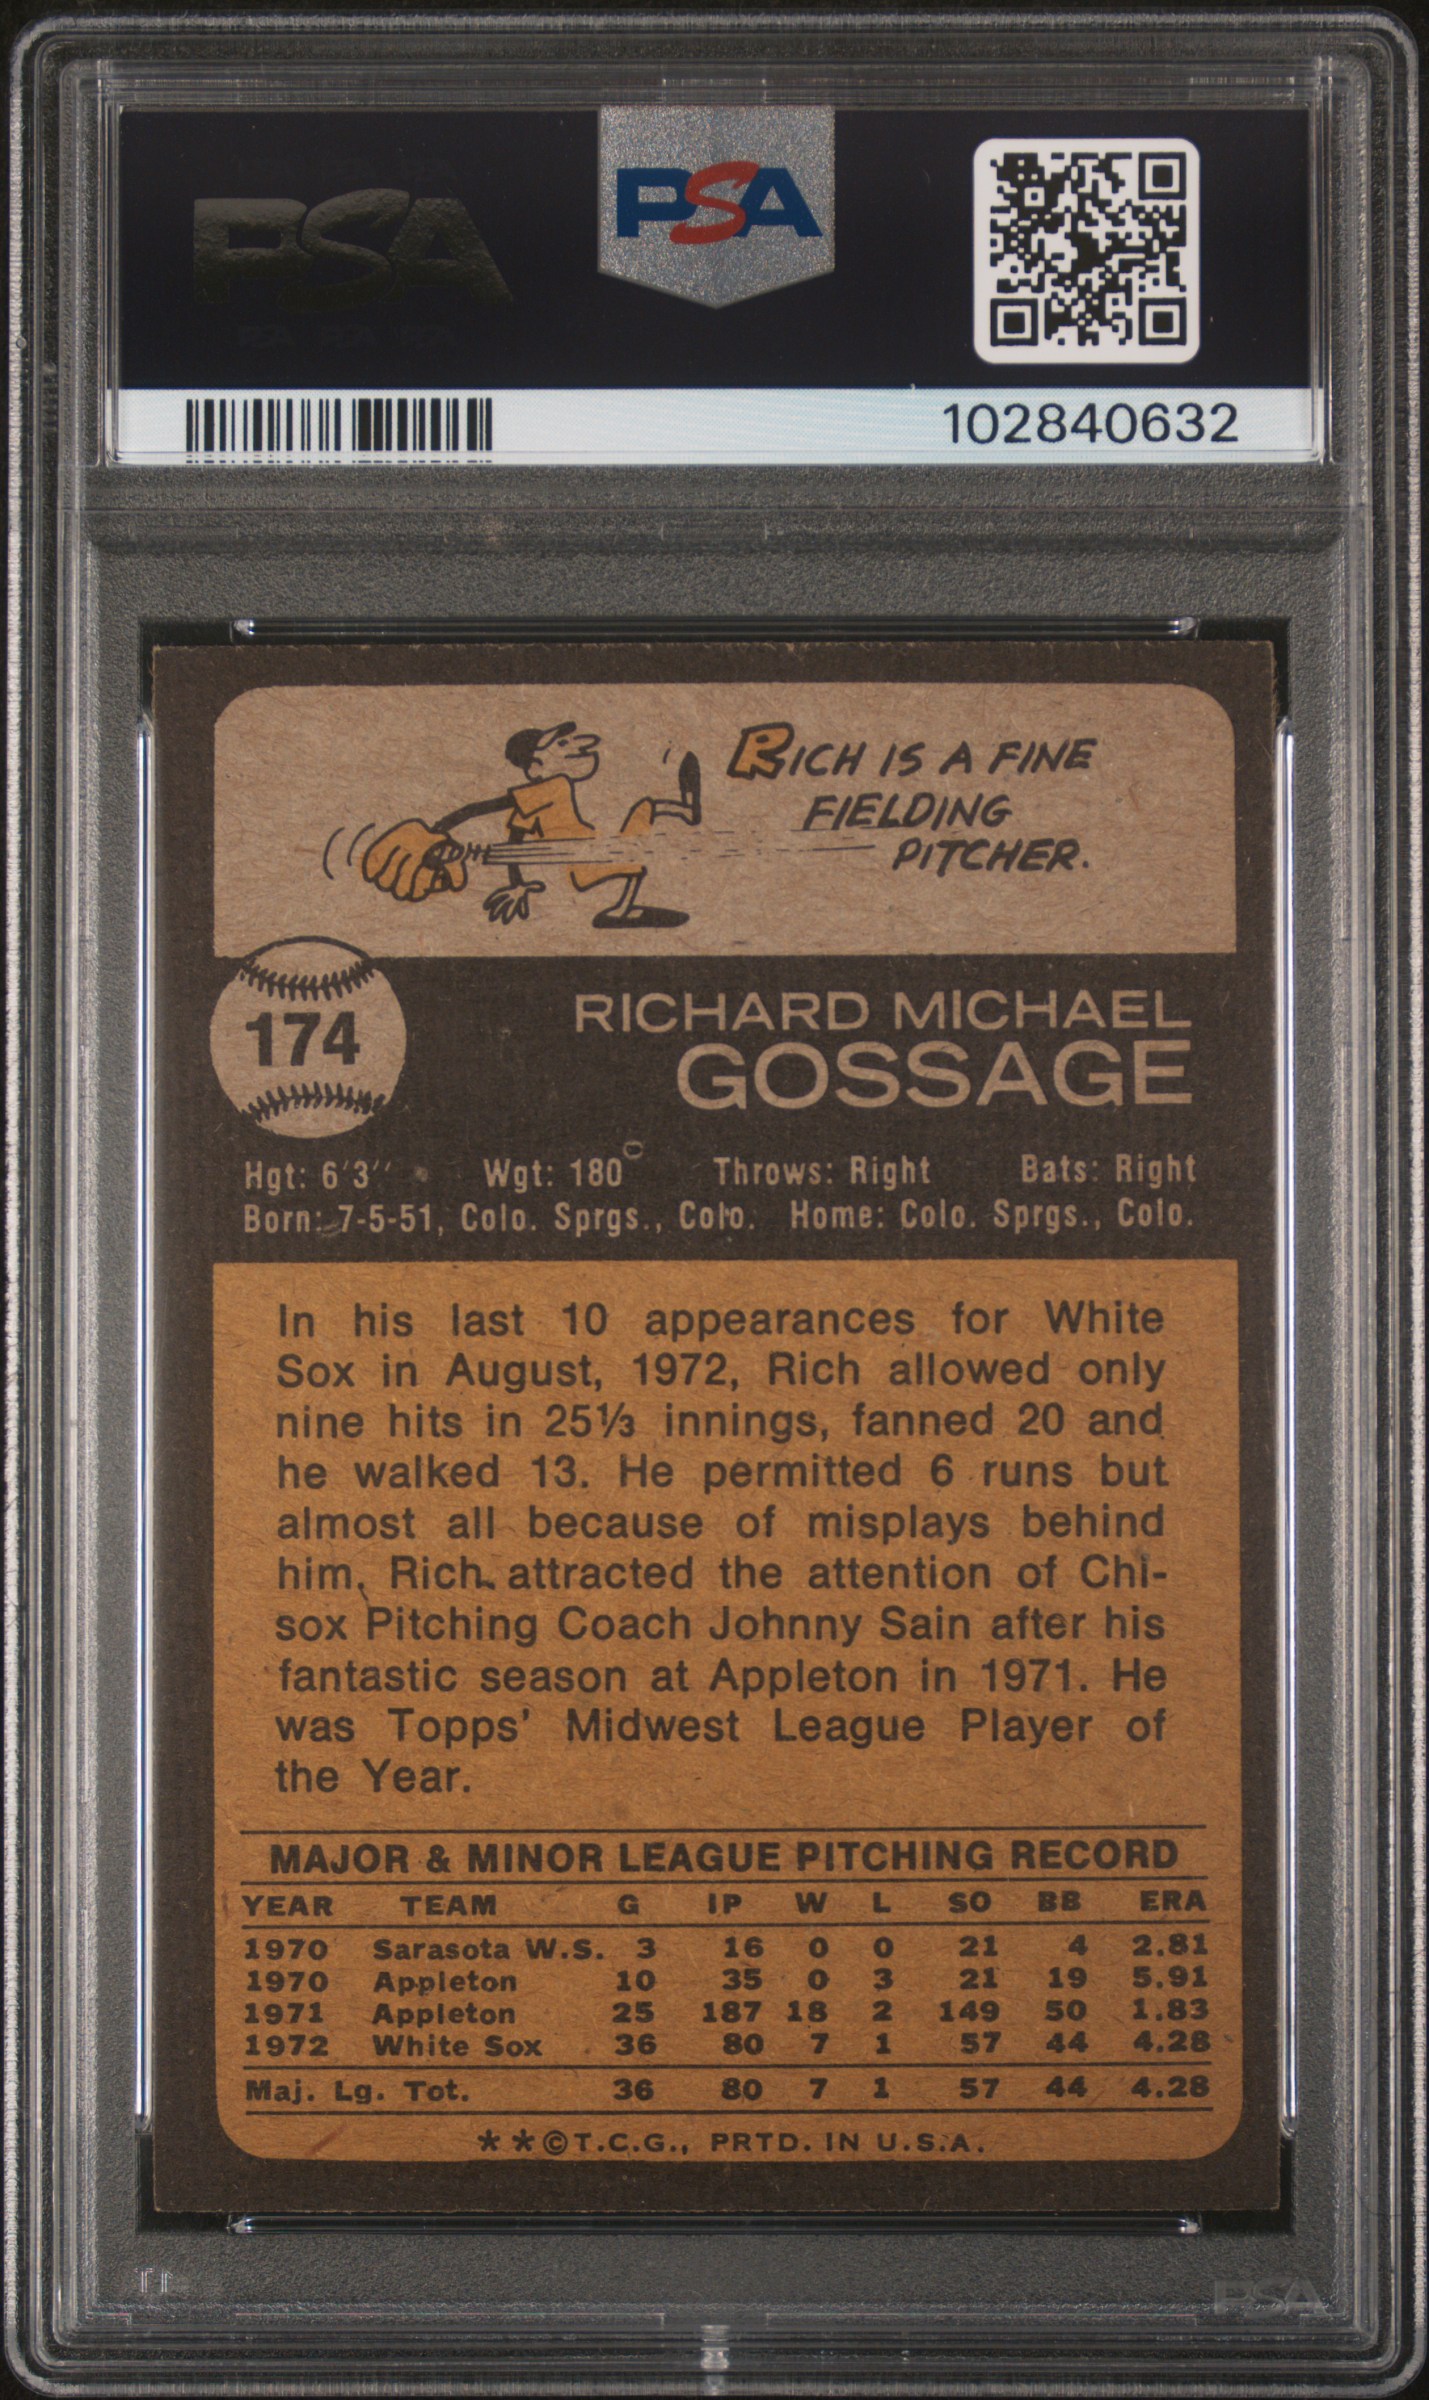 PSA
PSA
102840632
RICH IS A FINE
FIELDING
PITCHER.
174
RICHARD MICHAEL
GOSSAGE
Hgt: 6'3'' Wgt: 180 Throws: Right Bats: Right
Born: 7-5-51, Colo. Sprgs., Colo. Home: Colo. Sprgs., Colo.
In his last 10 appearances for White
Sox in August, 1972, Rich allowed only
nine hits in 25⅓ innings, fanned 20 and
he walked 13. He permitted 6 runs but
almost all because of misplays behind
him. Rich attracted the attention of Chi-
sox Pitching Coach Johnny Sain after his
fantastic season at Appleton in 1971. He
was Topps' Midwest League Player of
the Year.
MAJOR & MINOR LEAGUE PITCHING RECORD
YEAR TEAM G IP W L SO BB ERA
1970 Sarasota W.S. 3 16 0 0 21 4 2.81
1970 Appleton 10 35 0 3 21 19 5.91
1971 Appleton 25 187 18 2 149 50 1.83
1972 White Sox 36 80 7 1 57 44 4.28
Maj. Lg. Tot. 36 80 7 1 57 44 4.28
**©T.C.G., PRTD. IN U.S.A.
PSA